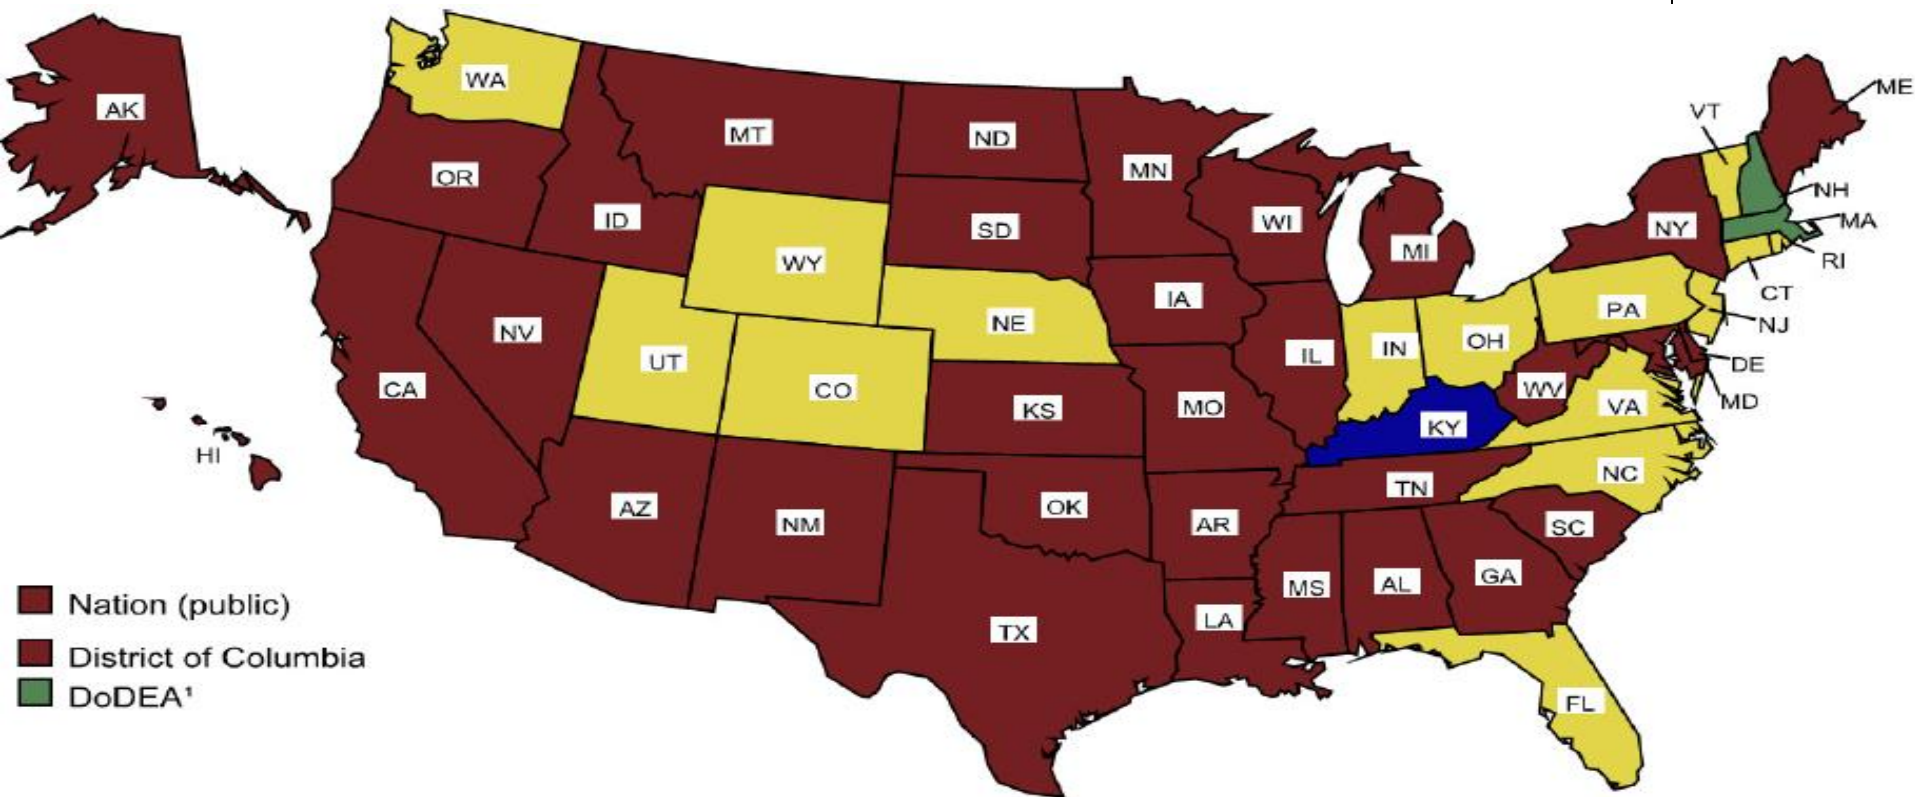 WA
AK
MT
ND
MN
OR
ID
SD
WI
MI
ME
VT
NH
MA
NY
RI
CT
NJ
WY
IA
NE
PA
NV
UT
CO
IL
IN
OH
DE
MD
CA
KS
MO
WV
VA
KY
HI
AZ
NM
OK
AR
TN
NC
SC
MS
AL
GA
LA
TX
FL
Nation (public)
District of Columbia
DoDEA¹